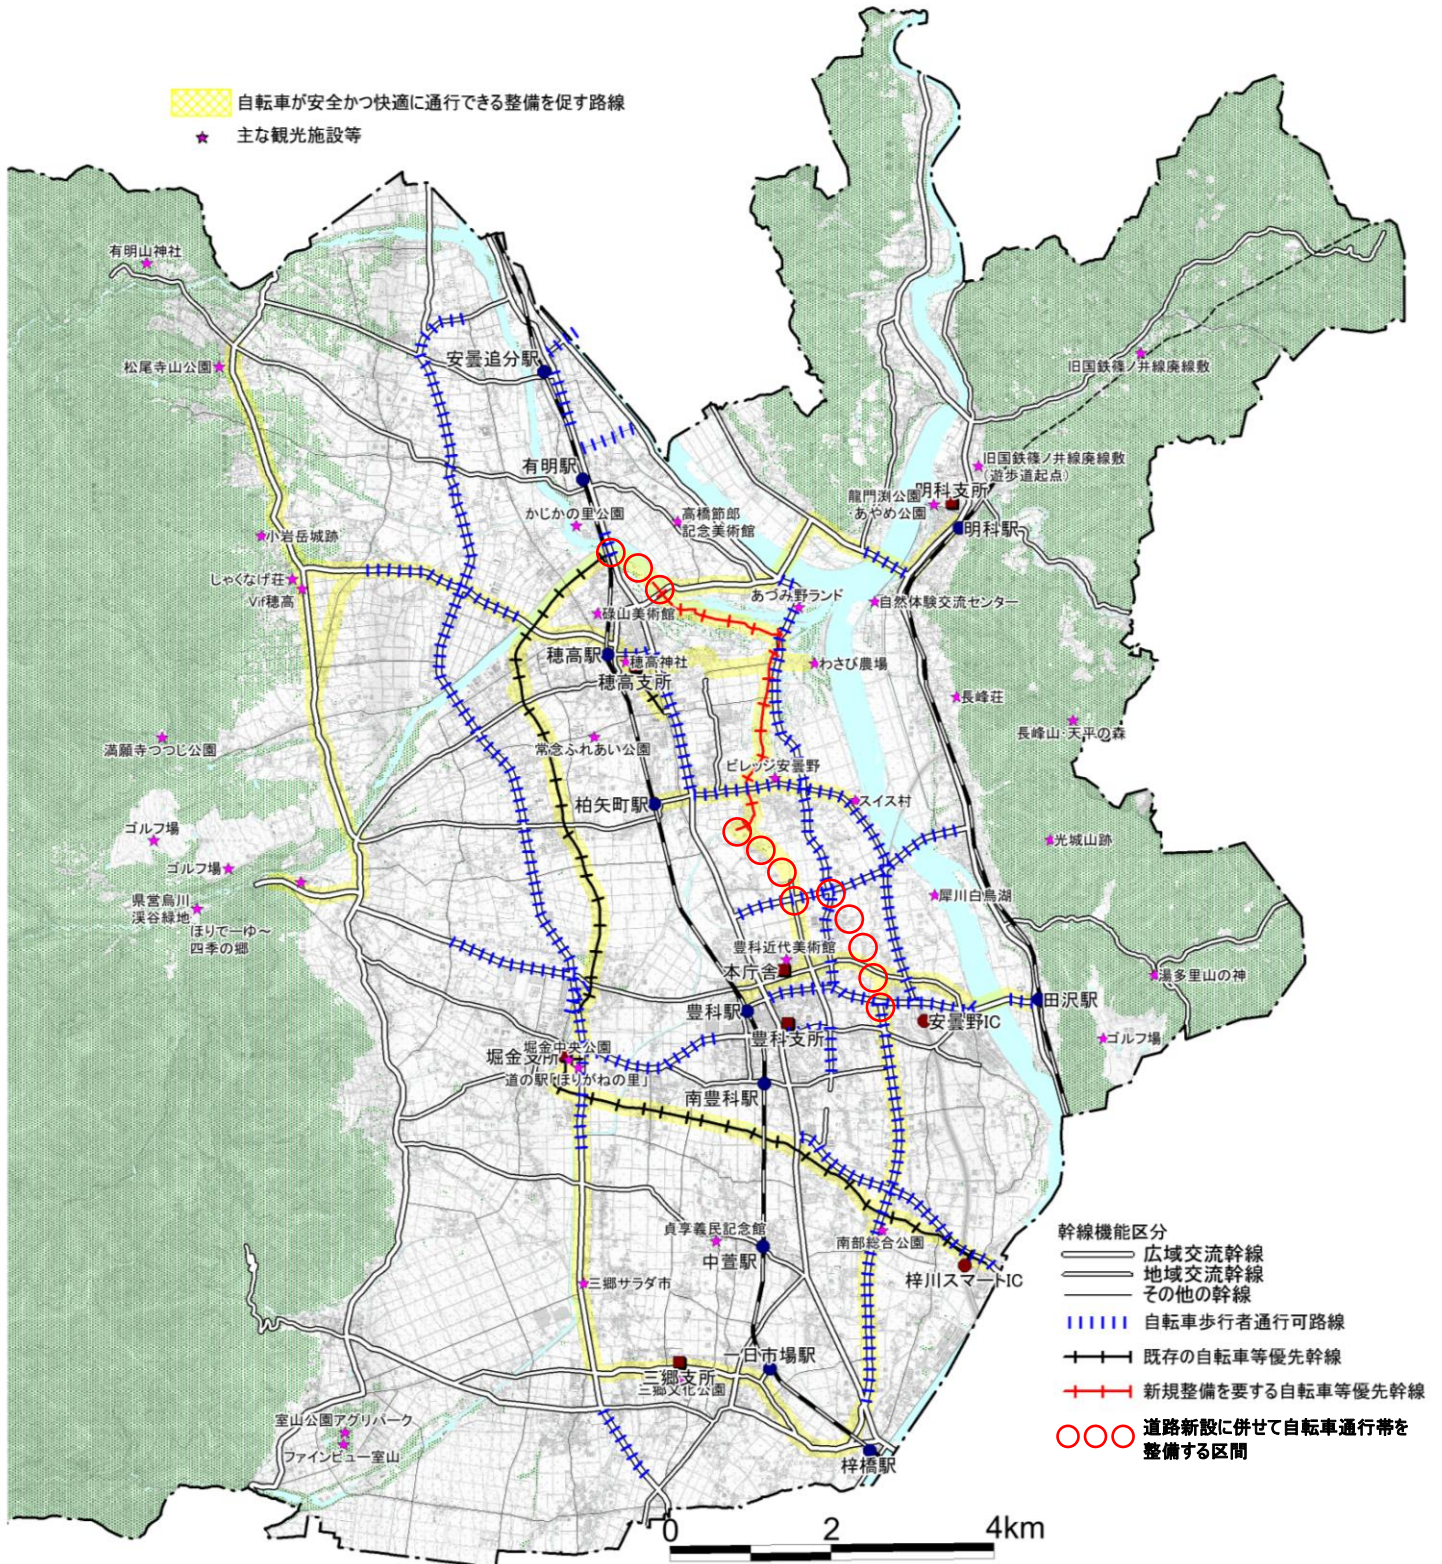 自転車が安全かつ快適に通行できる整備を促す路線
主な観光施設等
有明山神社
松尾寺山公園
安曇追分駅
旧国鉄篠ノ井線廃線敷
有明駅
旧国鉄篠ノ井線廃線敷
(遊歩道起点)
明科支所
龍門渕公園
・あやめ公園
かじかの里公園
高橋節郎
記念美術館
明科駅
小岩岳城跡
しゃくなげ荘
Vif穂高
あづみ野ランド
自然体験交流センター
碌山美術館
穂高駅
穂高神社
穂高支所
わさび農場
長峰荘
長峰山・天平の森
満願寺つつじ公園
常念ふれあい公園
ビレッジ安曇野
柏矢町駅
スイス村
ゴルフ場
光城山跡
ゴルフ場
県営烏川
渓谷緑地
ほりでーゆ～
四季の郷
犀川白鳥湖
豊科近代美術館
本庁舎
湯多里山の神
田沢駅
豊科駅
安曇野IC
豊科支所
ゴルフ場
堀金中央公園
堀金支所
道の駅「ほりがねの里」
南豊科駅
貞享義民記念館
中萱駅
南部総合公園
梓川スマートIC
三郷サラダ市
一日市場駅
三郷支所
三郷文化公園
室山公園アグリパーク
ファインビュー室山
梓橋駅
幹線機能区分
広域交流幹線
地域交流幹線
その他の幹線
自転車歩行者通行可路線
既存の自転車等優先幹線
新規整備を要する自転車等優先幹線
道路新設に併せて自転車通行帯を
整備する区間
0 2 4km